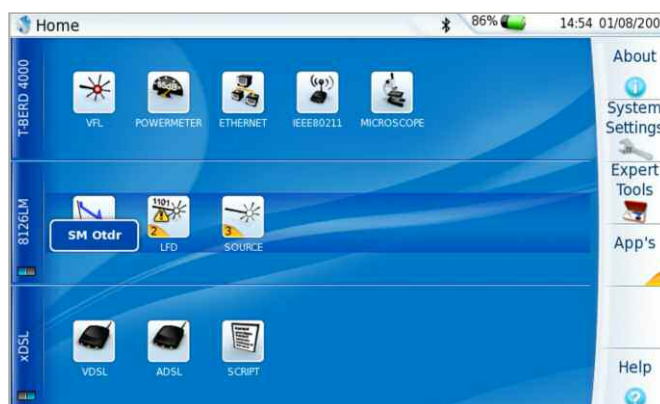 Home
86%
14:54 01/08/200
T-BERD 4000
VFL
POWERMETER
ETHERNET
IEEE80211
MICROSCOPE
8126LM
SM Otdr
1101
2
LFD
3
SOURCE
xDSL
VDSL
ADSL
SCRIPT
About
System
Settings
Expert
Tools
App's
Help